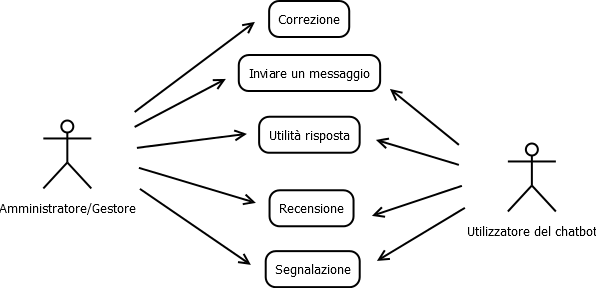 Correzione
Inviare un messaggio
Utilità risposta
Amministratore/Gestore
Recensione
Utilizzatore del chatbot
Segnalazione